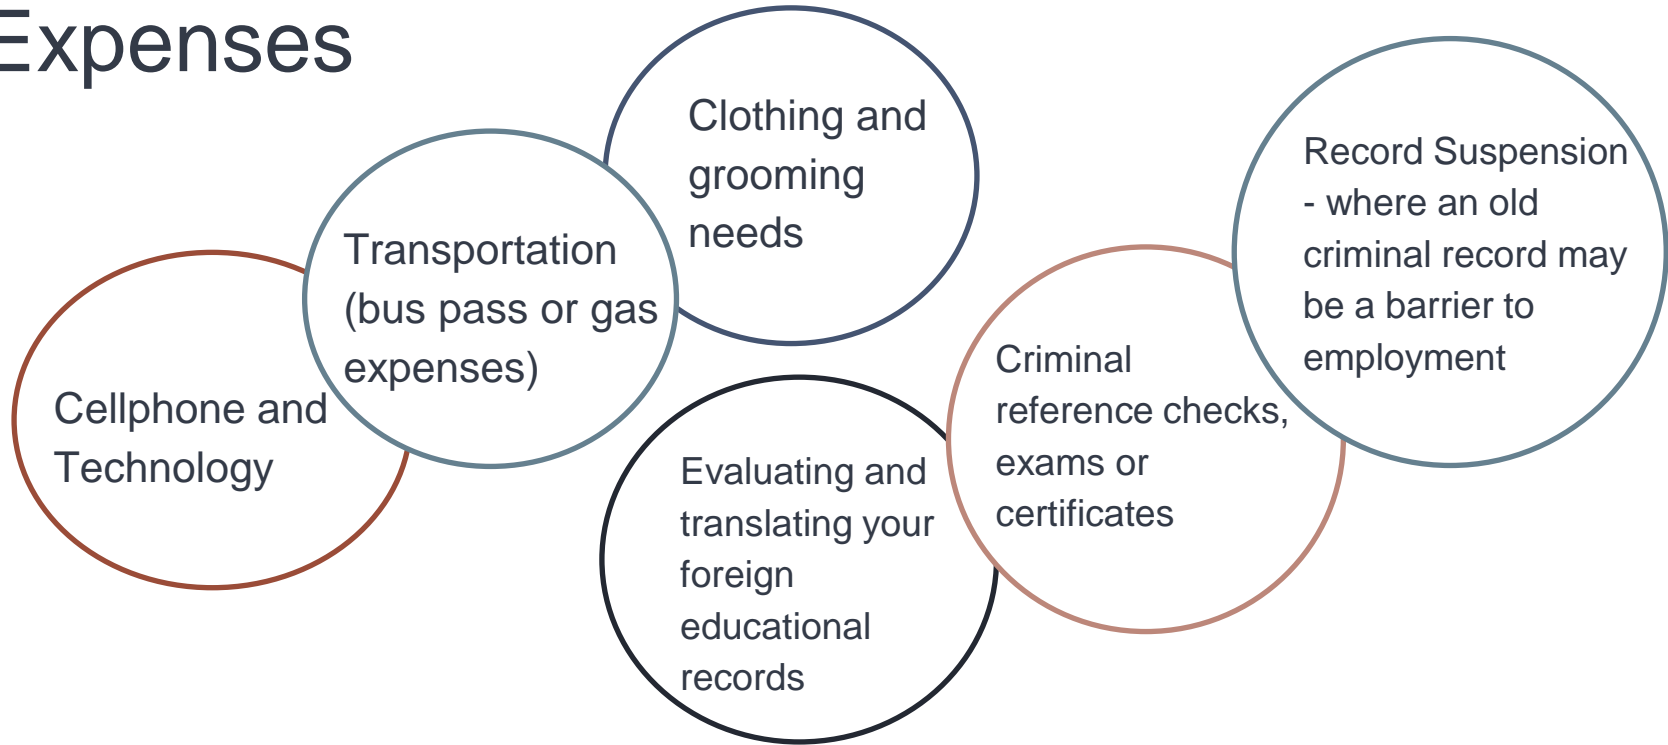 Expenses
Cellphone and
Technology
Transportation
(bus pass or gas
expenses)
Clothing and
grooming
needs
Evaluating and
translating your
foreign
educational
records
Criminal
reference checks,
exams or
certificates
Record Suspension
- where an old
criminal record may
be a barrier to
employment